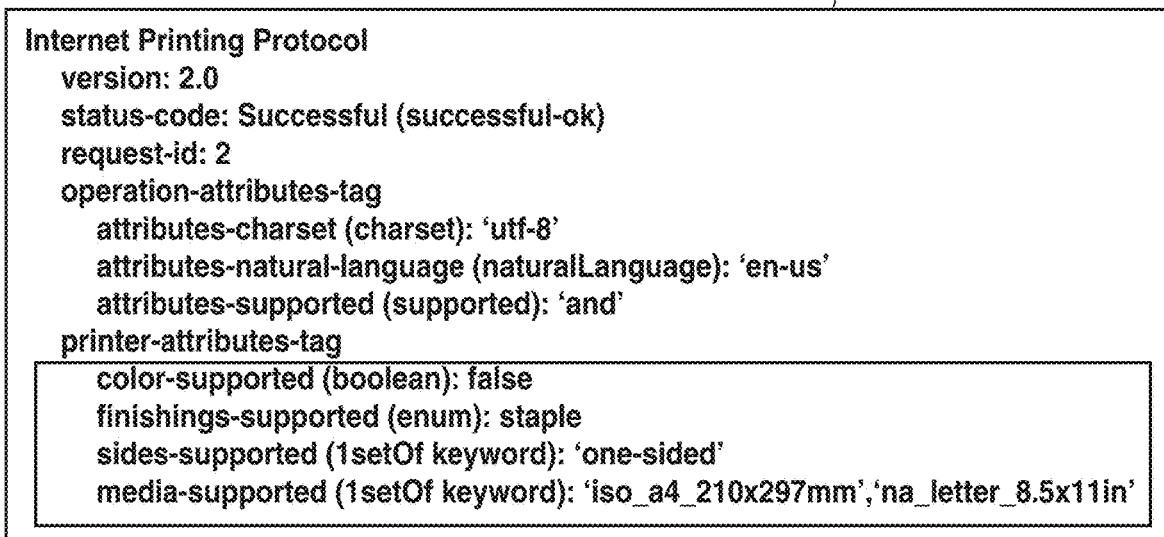 Internet Printing Protocol
version: 2.0
status-code: Successful (successful-ok)
request-id: 2
operation-attributes-tag
attributes-charset (charset): ‘utf-8’
attributes-natural-language (naturalLanguage): ‘en-us’
attributes-supported (supported): ‘and’
printer-attributes-tag
color-supported (boolean): false
finishings-supported (enum): staple
sides-supported (1setOf keyword): ‘one-sided’
media-supported (1setOf keyword): ‘iso_a4_210x297mm’,‘na_letter_8.5x11in’